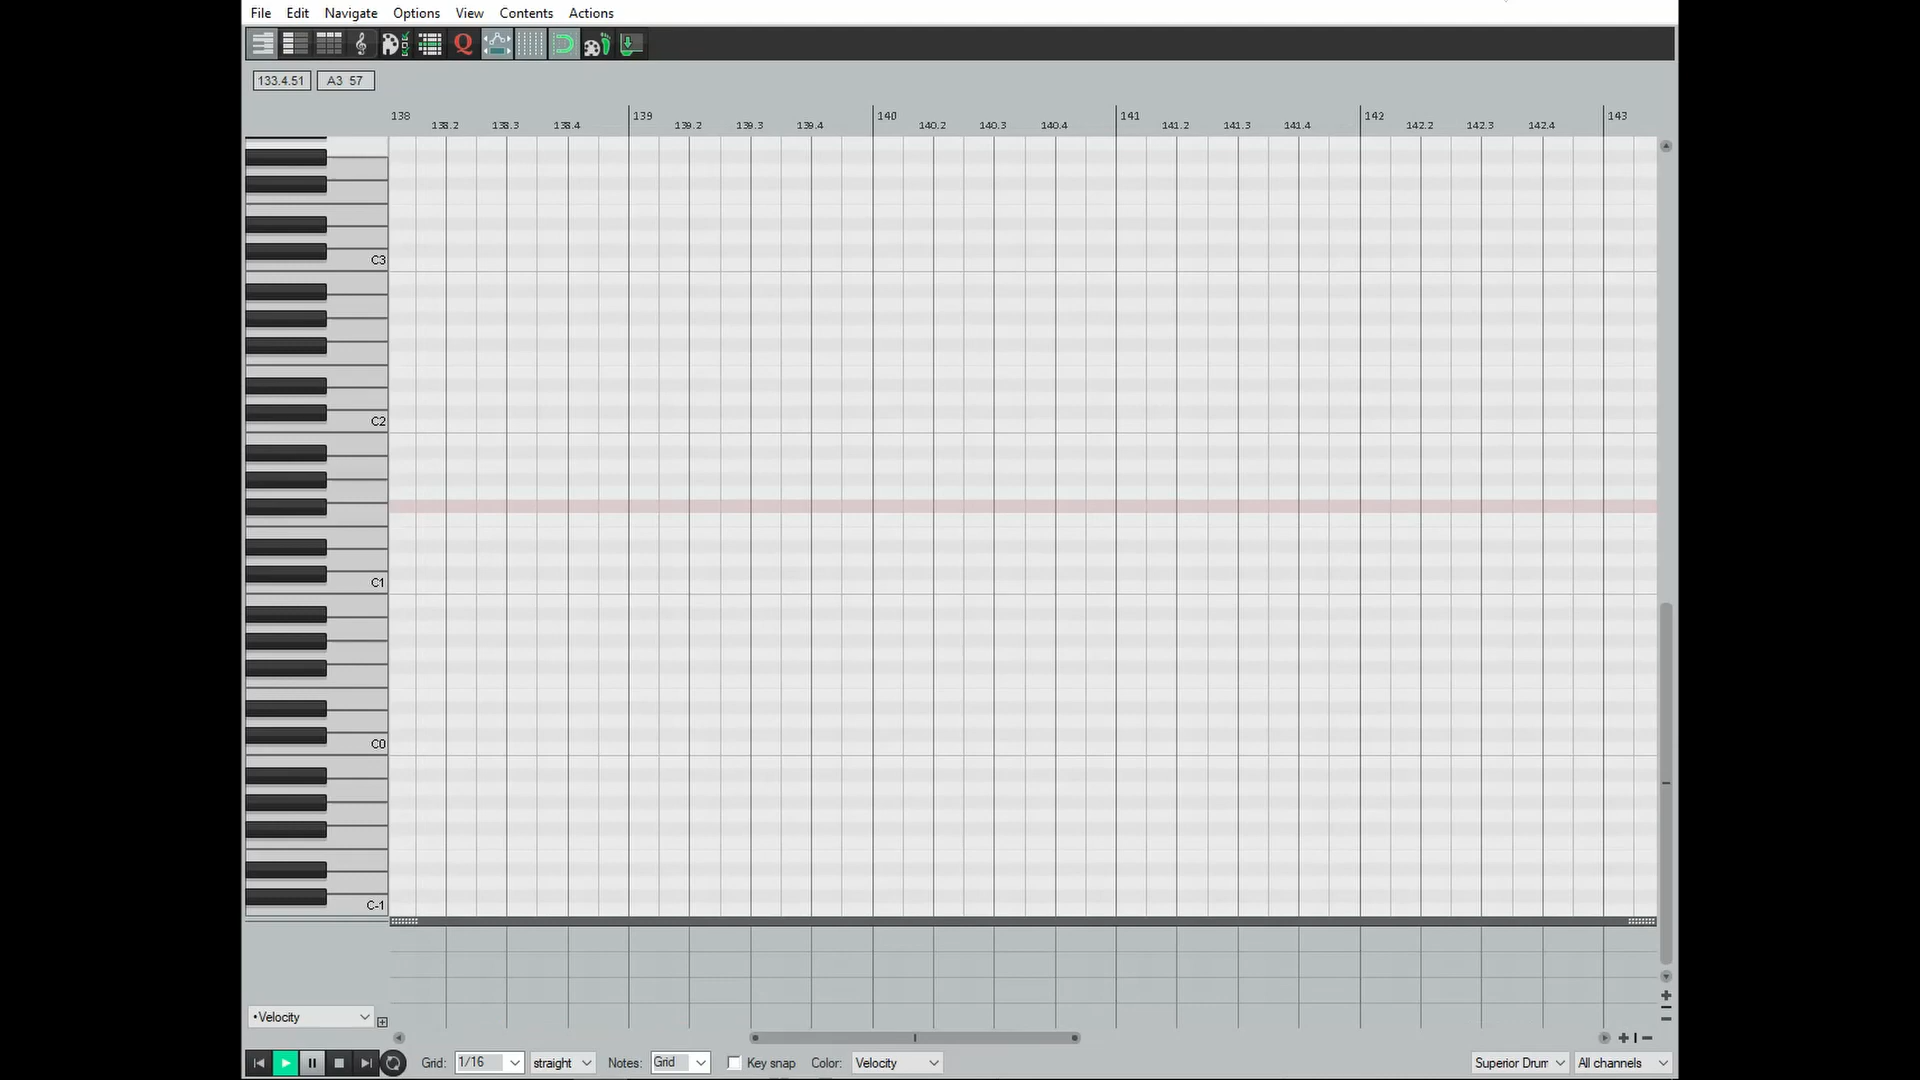 File Edit Navigate Options View Contents Actions
Q
133.4.51 A3 57
138 139 140 141 142 143
138.2 138.3 138.4 139.2 139.3 139.4 140.2 140.3 140.4 141.2 141.3 141.4 142.2 142.3 142.4
C3
C2
C1
C0
C-1
•Velocity
Grid: 1/16 straight Notes: Grid Key snap Color: Velocity Superior Drum All channels